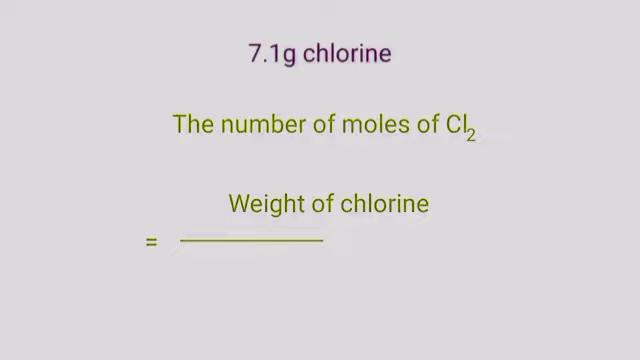 7.1g chlorine
The number of moles of Cl₂
Weight of chlorine
=